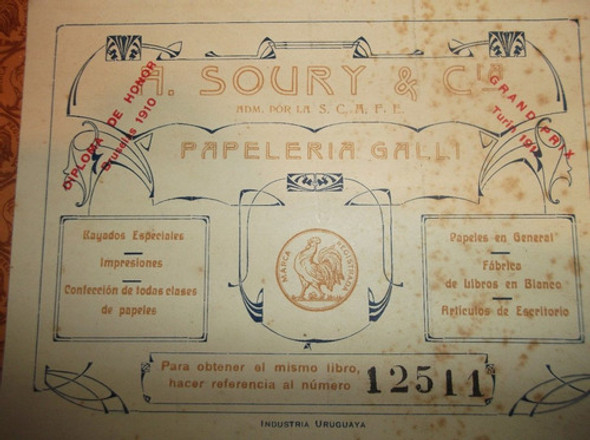 A. SOURY & Cía
ADM. POR LA S. C. A. F. E.
PAPELERIA GALLI
DIPLOMA DE HONOR
Bruselas 1910
GRAND PRIX
Turin
Rayados Especiales
Impresiones
Confección de todas clases
de papeles
MARCA REGISTRADA
Papeles en General
Fábrica
de Libros en Blanco
Artículos de Escritorio
Para obtener el mismo libro,
hacer referencia al número
12511
INDUSTRIA URUGUAYA